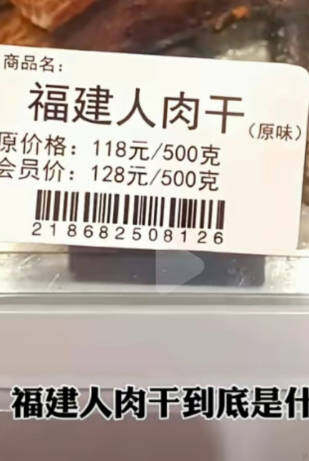 商品名：
福建人肉干（原味）
原价格：118元/500克
会员价：128元/500克
218682508126
福建人肉干到底是什